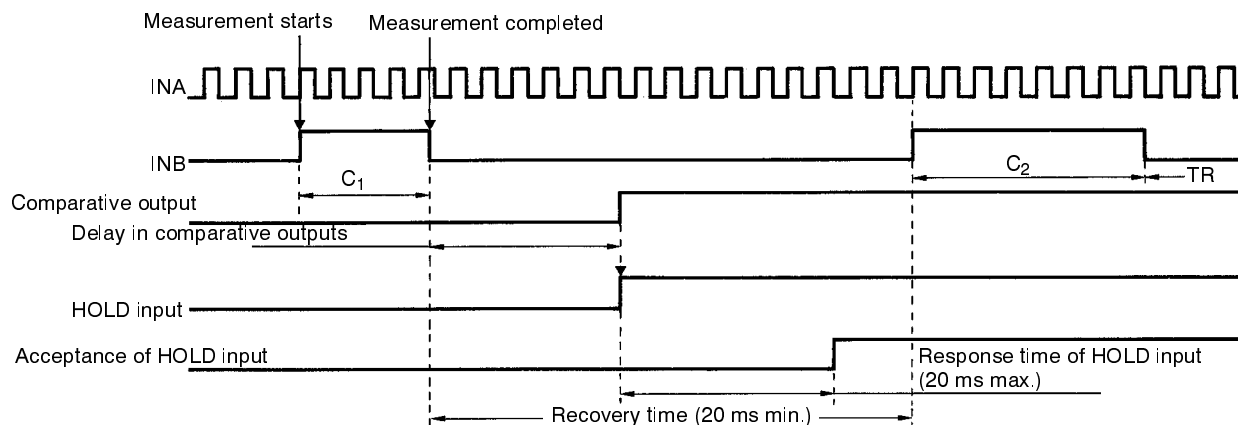 Measurement starts
Measurement completed
INA
INB
C1
C2
TR
Comparative output
Delay in comparative outputs
HOLD input
Acceptance of HOLD input
Response time of HOLD input
(20 ms max.)
Recovery time (20 ms min.)